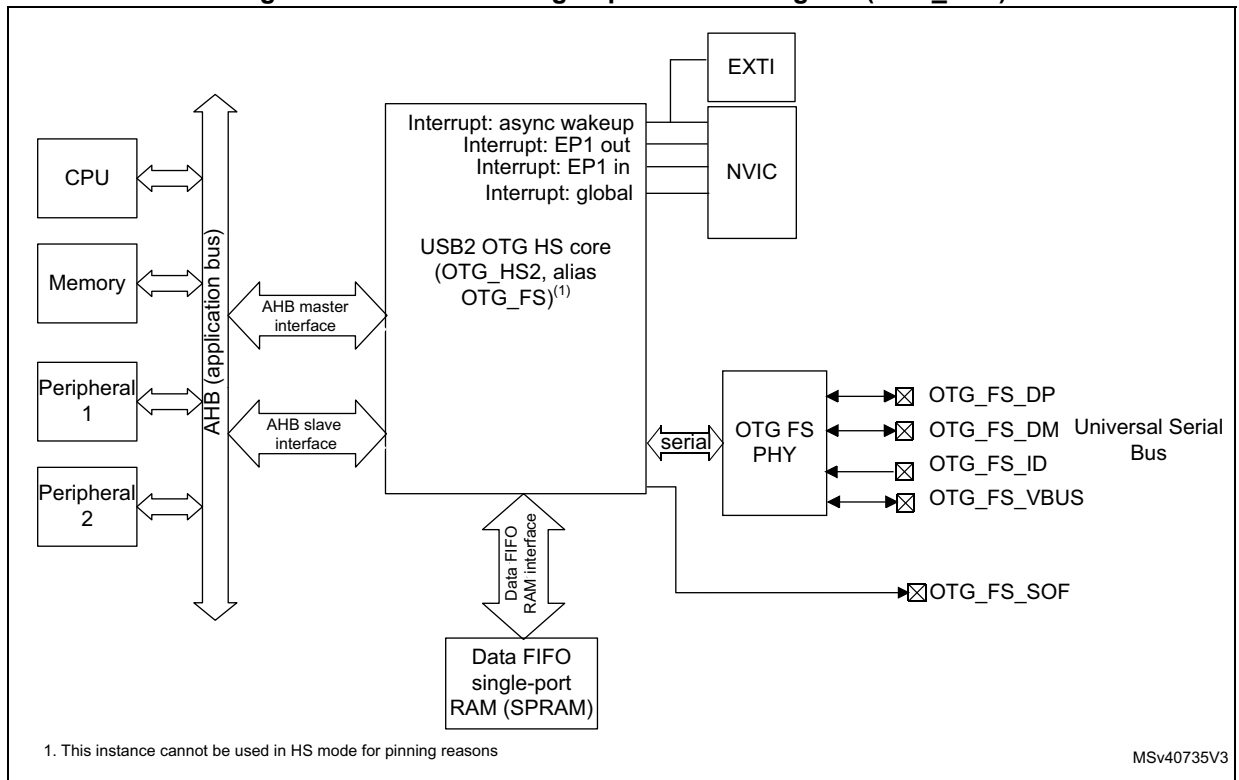 EXTI
Interrupt: async wakeup
Interrupt: EP1 out
Interrupt: EP1 in
Interrupt: global
NVIC
CPU
Memory
Peripheral
1
Peripheral
2
AHB (application bus)
AHB master
interface
AHB slave
interface
USB2 OTG HS core
(OTG_HS2, alias
OTG_FS)(1)
serial
OTG FS
PHY
OTG_FS_DP
OTG_FS_DM
OTG_FS_ID
OTG_FS_VBUS
Universal Serial
Bus
OTG_FS_SOF
Data FIFO
RAM interface
Data FIFO
single-port
RAM (SPRAM)
1. This instance cannot be used in HS mode for pinning reasons
MSv40735V3